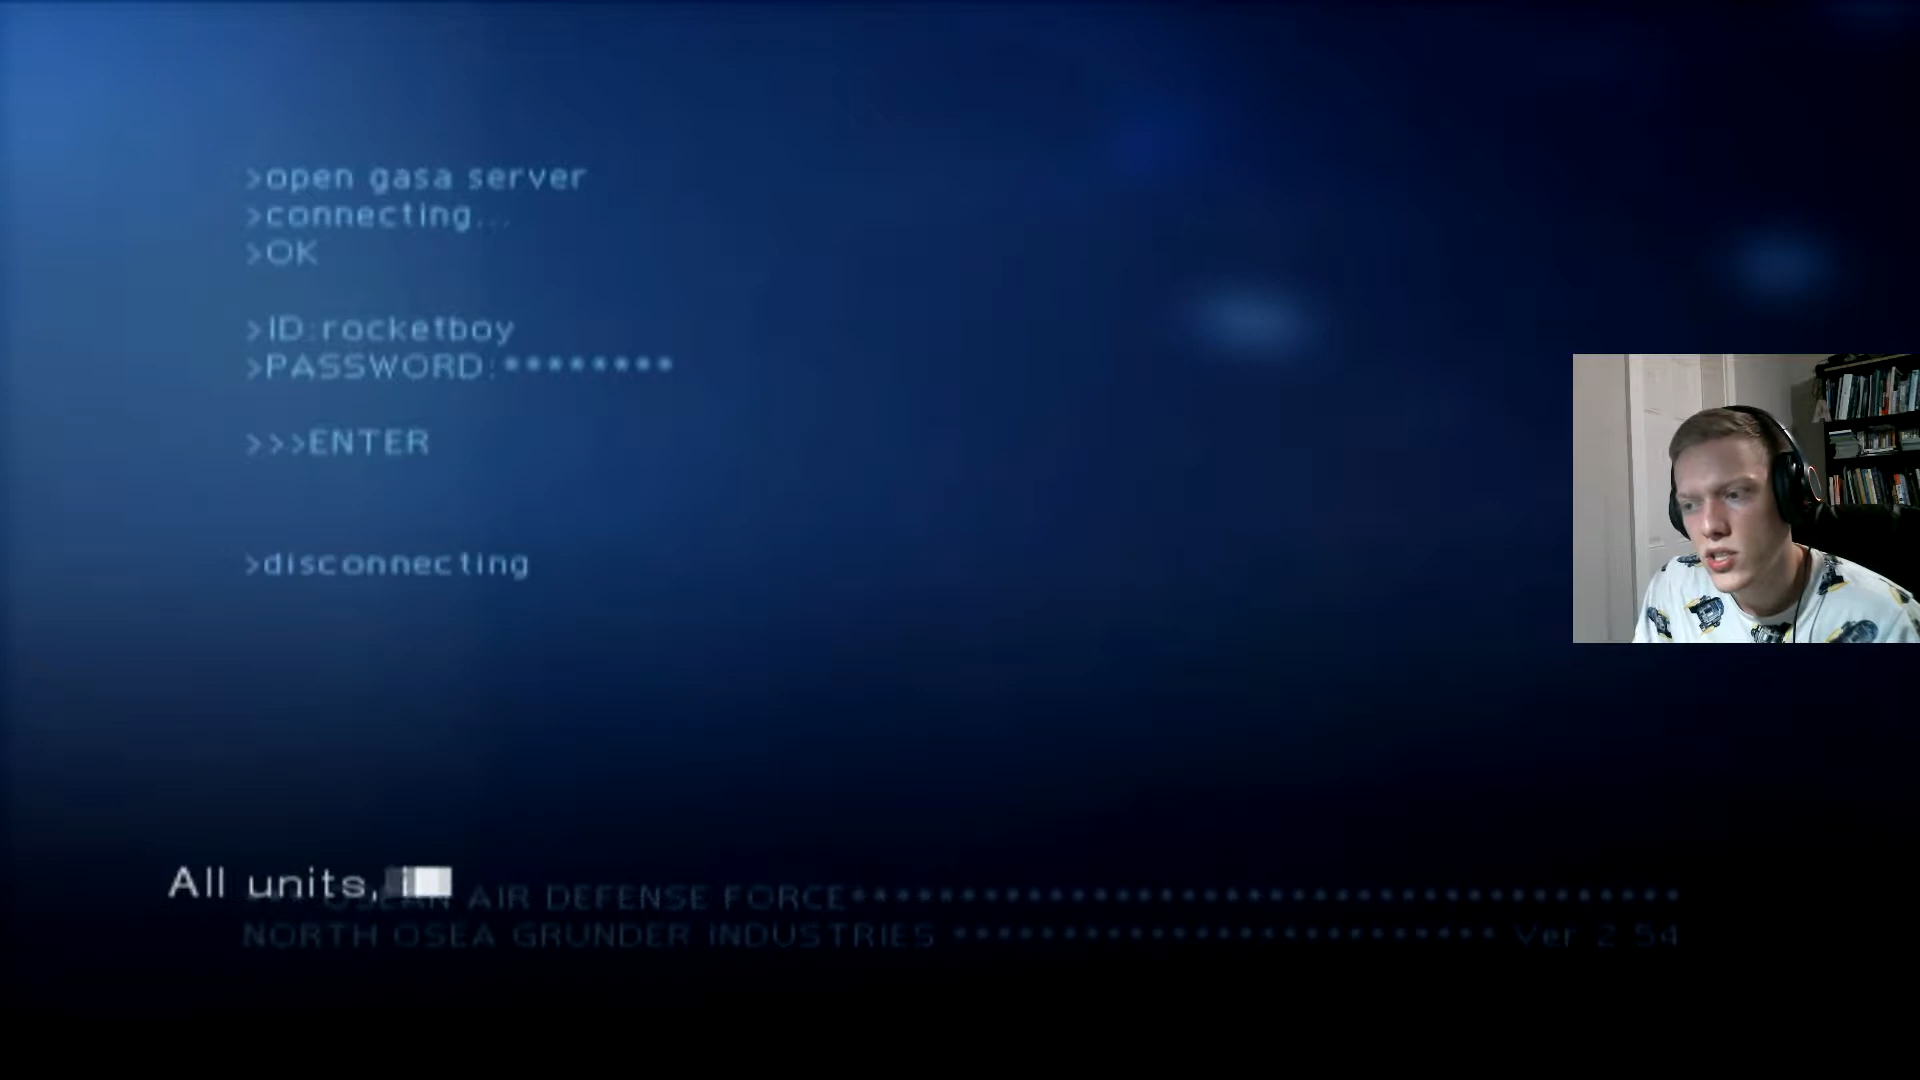 >open gasa server
>connecting...
>OK
>ID:rocketboy
>PASSWORD:••••••••
>>>ENTER
>disconnecting
All units,
OSEAN AIR DEFENSE FORCE••••••••••••••••••••••••••••••••••••••
NORTH OSEA GRUNDER INDUSTRIES •••••••••••••••••••••••••• Ver 2.54